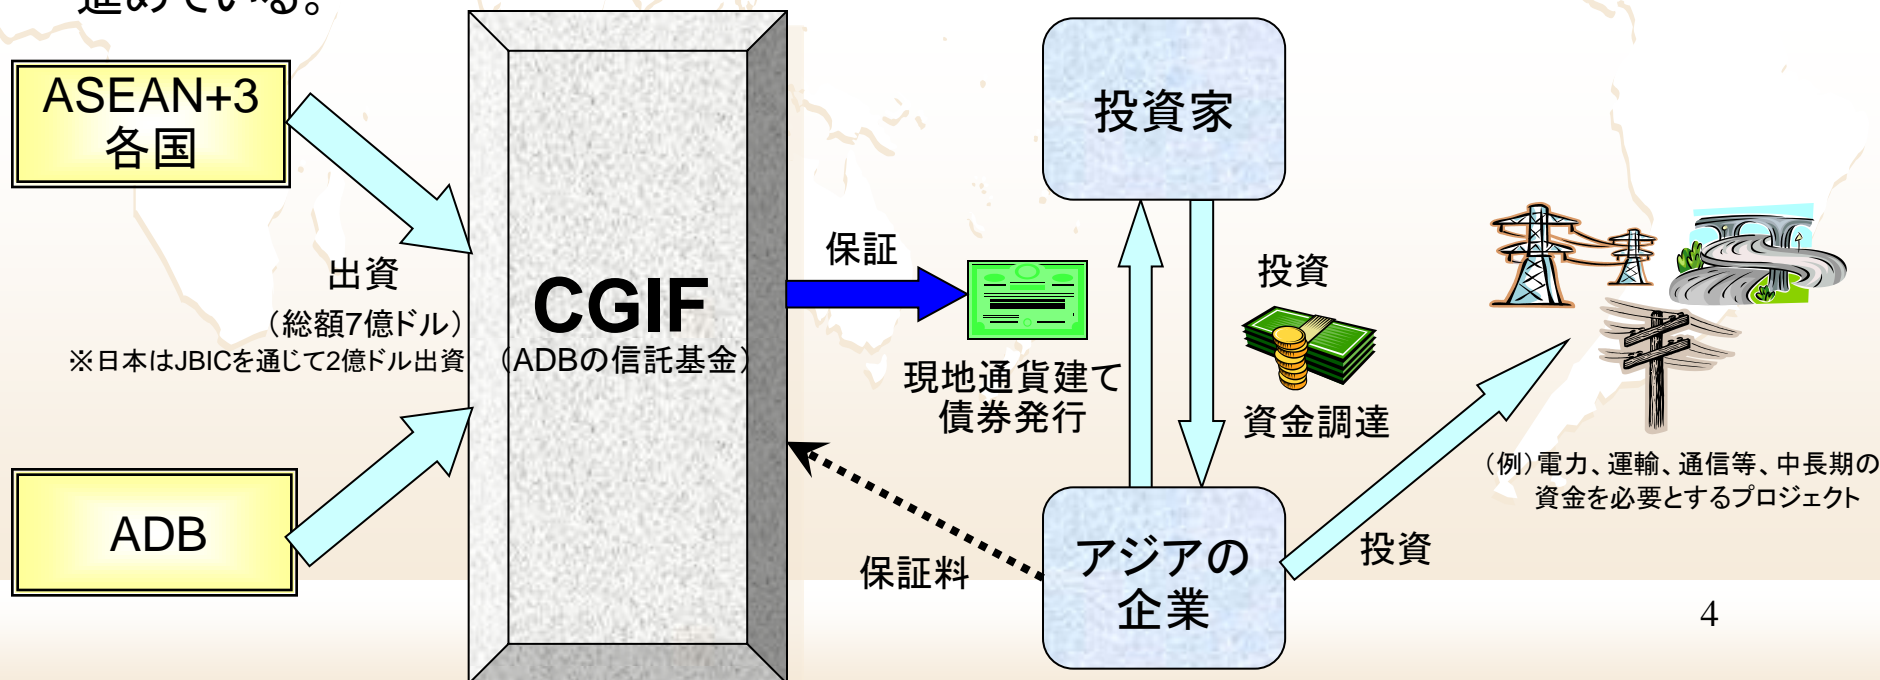 進めている。
ASEAN+3
各国
出資
（総額7億ドル）
※日本はJBICを通じて2億ドル出資
ADB
CGIF
（ADBの信託基金）
保証
現地通貨建て
債券発行
保証料
投資家
投資
資金調達
アジアの
企業
投資
（例）電力、運輸、通信等、中長期の
資金を必要とするプロジェクト
4